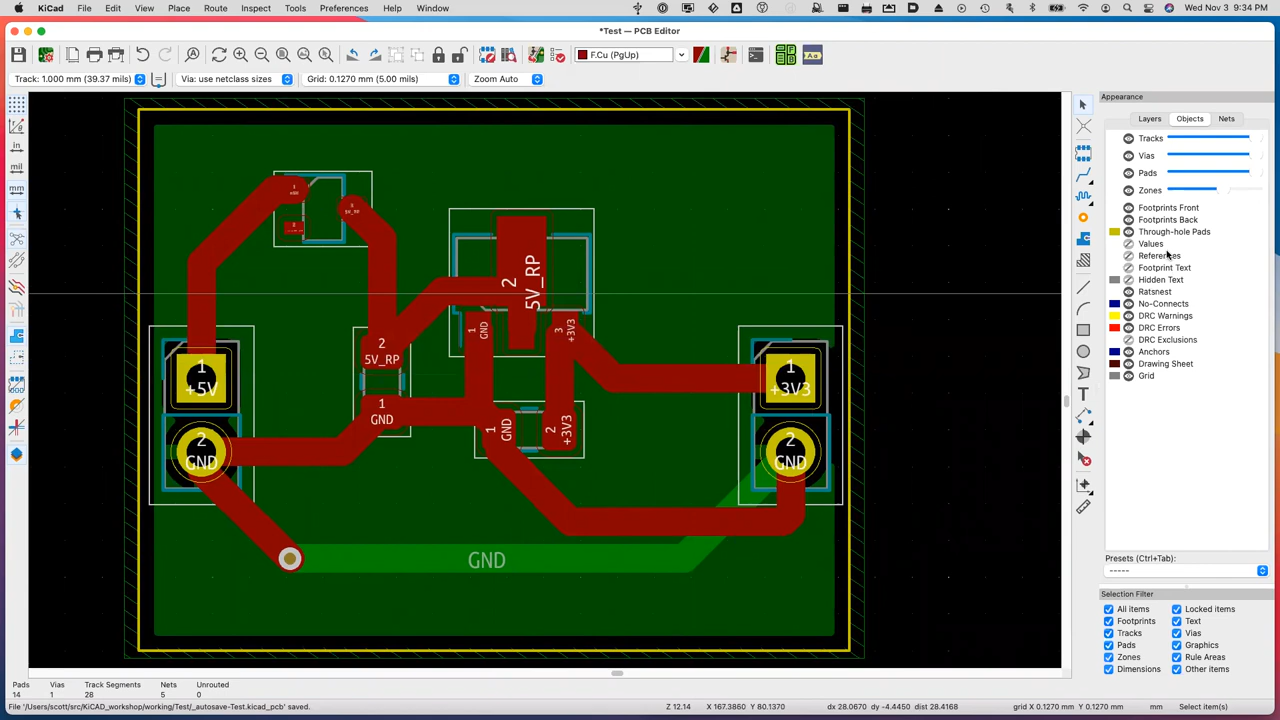 KiCad File Edit View Place Route Inspect Tools Preferences Help Window Wed Nov 3 9:34 PM
*Test — PCB Editor
F.Cu (PgUp)
Track: 1.000 mm (39.37 mils) Via: use netclass sizes Grid: 0.1270 mm (5.00 mils) Zoom Auto
Appearance
Layers Objects Nets
Tracks
Vias
Pads
Zones
Footprints Front
Footprints Back
Through-hole Pads
Values
References
Footprint Text
Hidden Text
Ratsnest
No-Connects
DRC Warnings
DRC Errors
DRC Exclusions
Anchors
Drawing Sheet
Grid
Presets (Ctrl+Tab):
-----
Selection Filter
All items Locked items
Footprints Text
Tracks Vias
Pads Graphics
Zones Rule Areas
Dimensions Other items
in
mil
mm
2
5V_RP
1
GND
3
+3V3
2
5V_RP
1
GND
1
GND
2
+3V3
1
+5V
2
GND
1
+3V3
2
GND
GND
Pads Vias Track Segments Nets Unrouted
14 1 28 5 0
File '/Users/scott/src/KiCAD_workshop/working/Test/_autosave-Test.kicad_pcb' saved. Z 12.14 X 167.3860 Y 80.1370 dx 28.0670 dy -4.4450 dist 28.4168 grid X 0.1270 Y 0.1270 mm Select item(s)